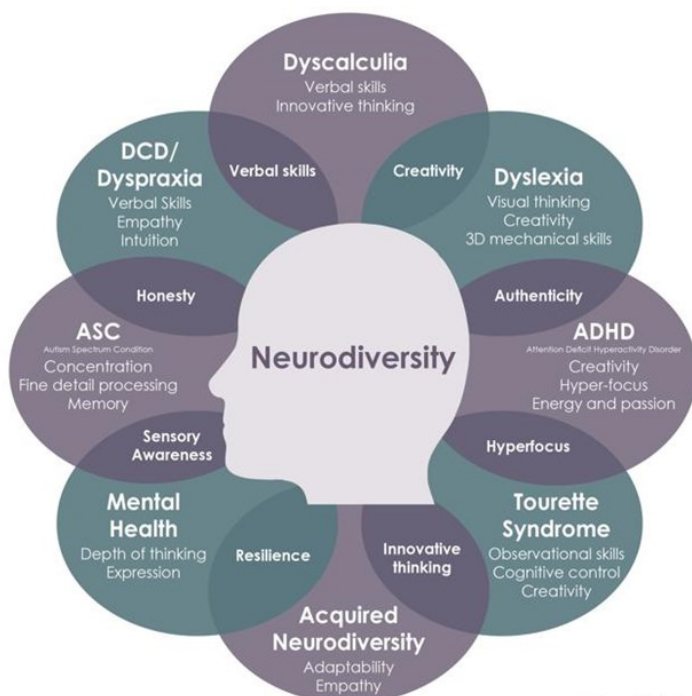 Dyscalculia
Verbal skills
Innovative thinking
Verbal skills
Creativity
DCD/
Dyspraxia
Verbal Skills
Empathy
Intuition
Dyslexia
Visual thinking
Creativity
3D mechanical skills
Honesty
Authenticity
Neurodiversity
ASC
Autism Spectrum Condition
Concentration
Fine detail processing
Memory
ADHD
Attention Deficit Hyperactivity Disorder
Creativity
Hyper-focus
Energy and passion
Sensory
Awareness
Hyperfocus
Mental
Health
Depth of thinking
Expression
Tourette
Syndrome
Observational skills
Cognitive control
Creativity
Resilience
Innovative
thinking
Acquired
Neurodiversity
Adaptability
Empathy